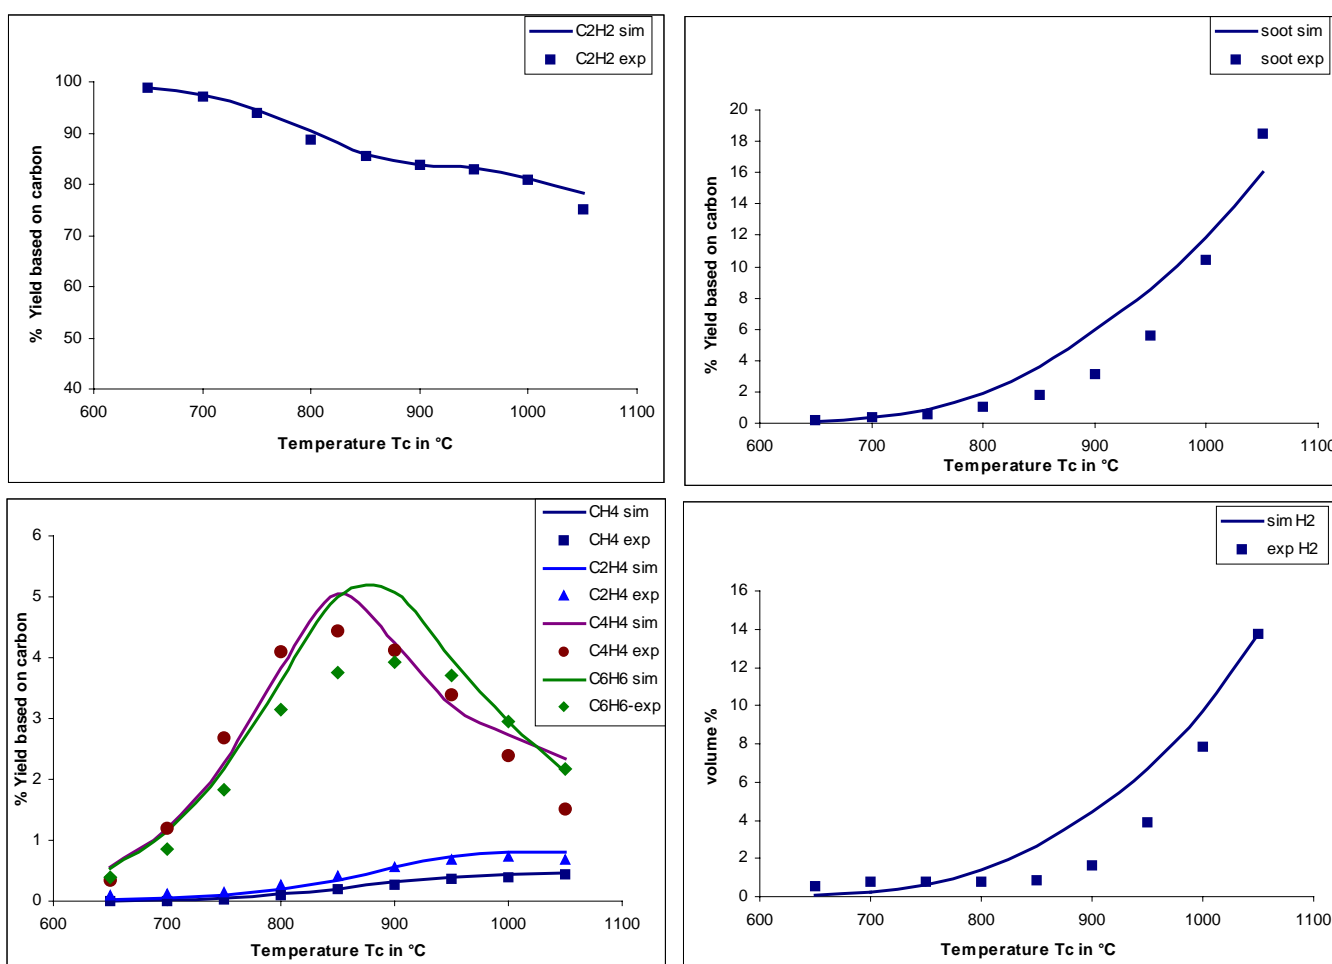 C2H2 sim
C2H2 exp
100
90
80
70
60
50
40
600 700 800 900 1000 1100
% Yield based on carbon
Temperature Tc in °C
soot sim
soot exp
20
18
16
14
12
10
8
6
4
2
0
600 700 800 900 1000 1100
% Yield based on carbon
Temperature Tc in °C
CH4 sim
CH4 exp
C2H4 sim
C2H4 exp
C4H4 sim
C4H4 exp
C6H6 sim
C6H6-exp
6
5
4
3
2
1
0
600 700 800 900 1000 1100
% Yield based on carbon
Temperature Tc in °C
sim H2
exp H2
16
14
12
10
8
6
4
2
0
600 700 800 900 1000 1100
volume %
Temperature Tc in °C